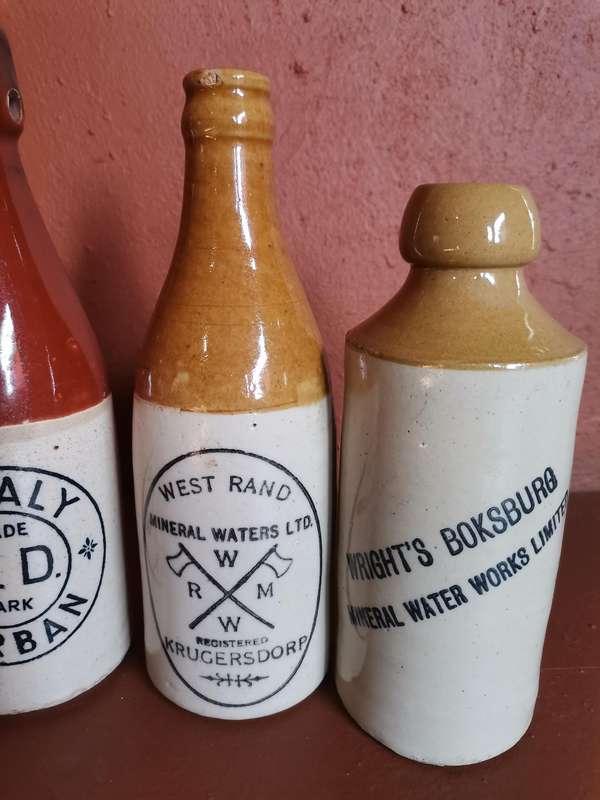 ALY
ADE
D.
ARK
RBAN
WEST RAND
MINERAL WATERS LTD.
W
R M
W
REGISTERED
KRUGERSDORP
WRIGHT'S BOKSBURG
MINERAL WATER WORKS LIMITED